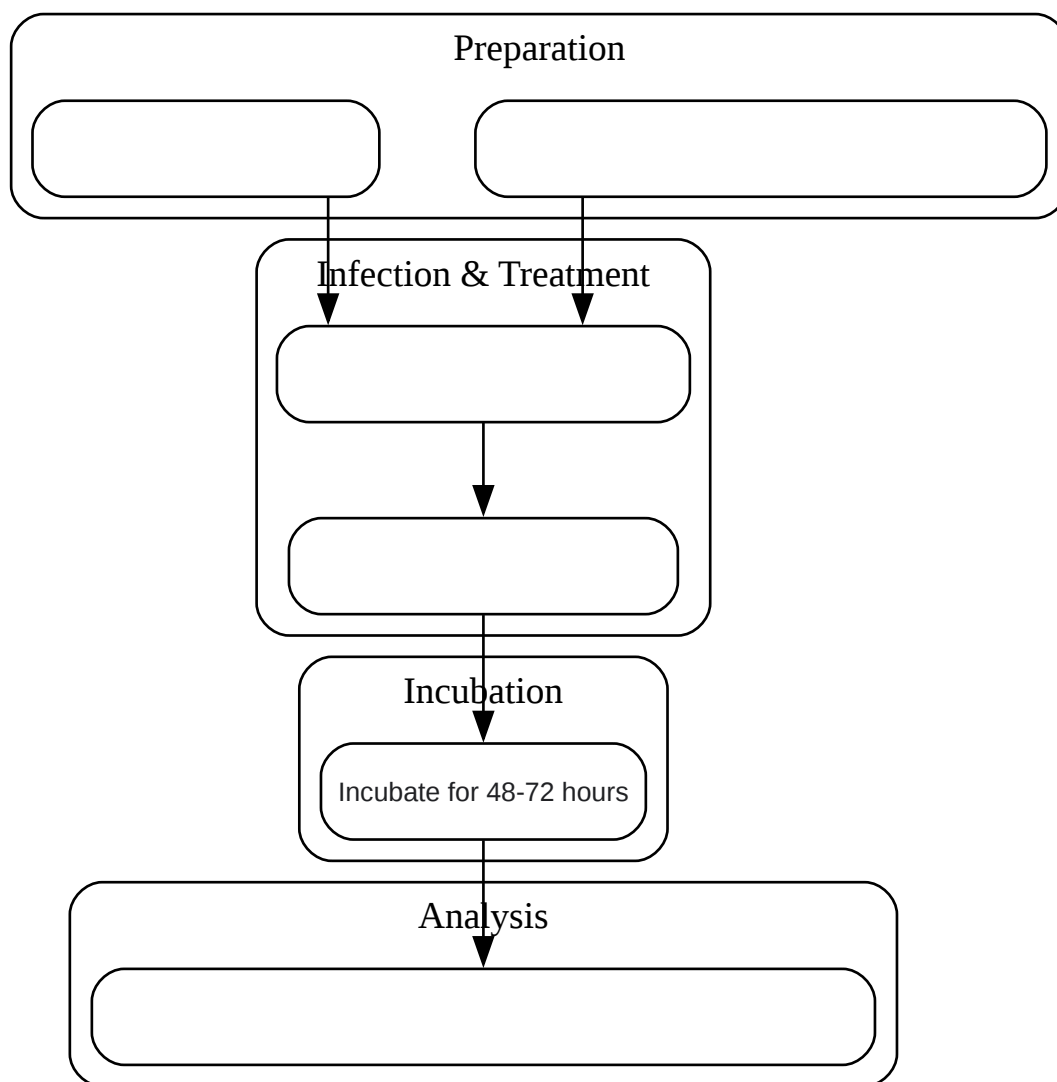 Preparation
Infection & Treatment
Incubation
Incubate for 48-72 hours
Analysis